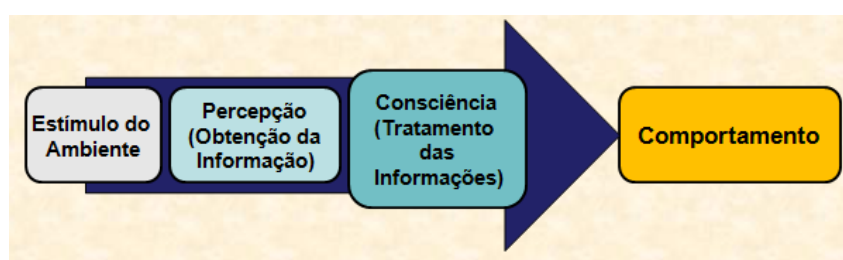 Estímulo do
Ambiente
Percepção
(Obtenção da
Informação)
Consciência
(Tratamento
das
Informações)
Comportamento